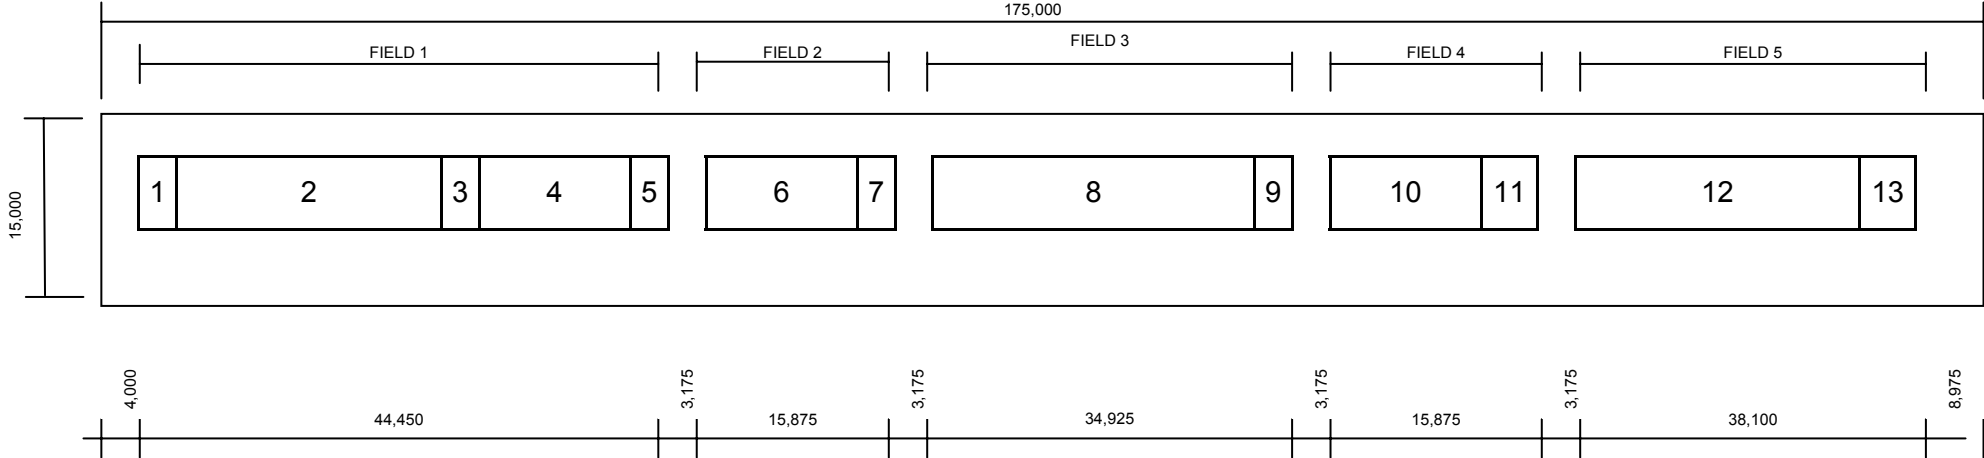 175,000
FIELD 1 FIELD 2 FIELD 3 FIELD 4 FIELD 5
15,000
1 2 3 4 5 6 7 8 9 10 11 12 13
4,000 3,175 3,175 3,175 3,175 8,975
44,450 15,875 34,925 15,875 38,100